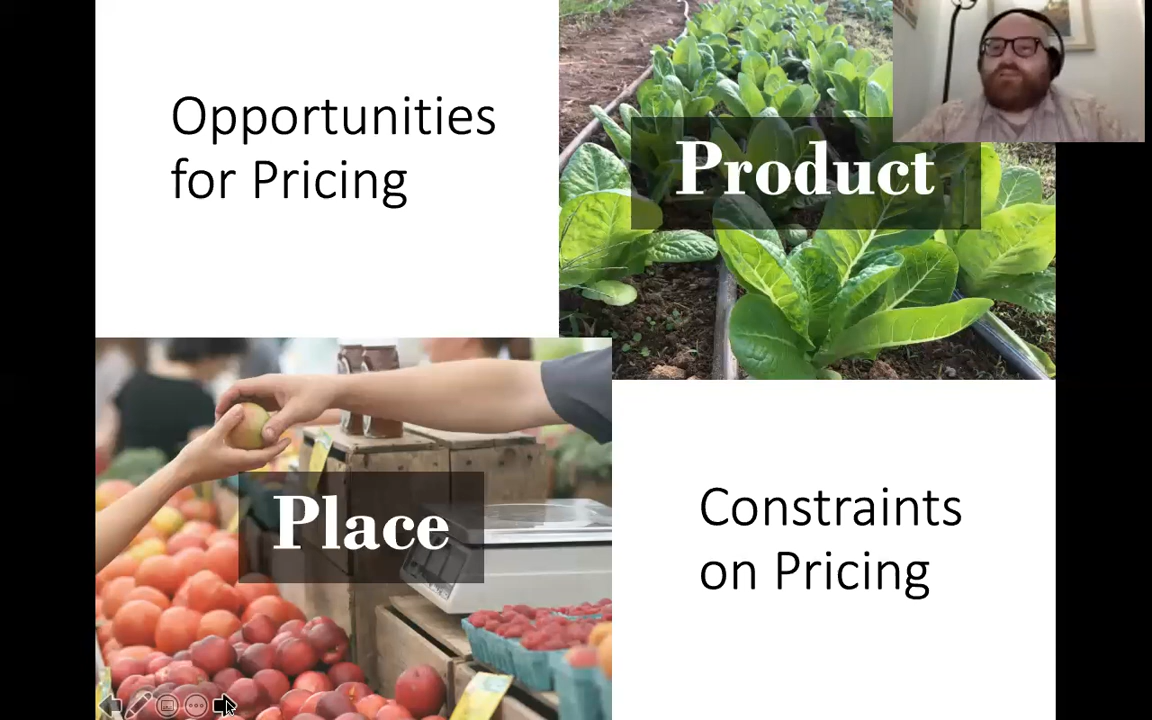 Opportunities
for Pricing
Product
Place
Constraints
on Pricing